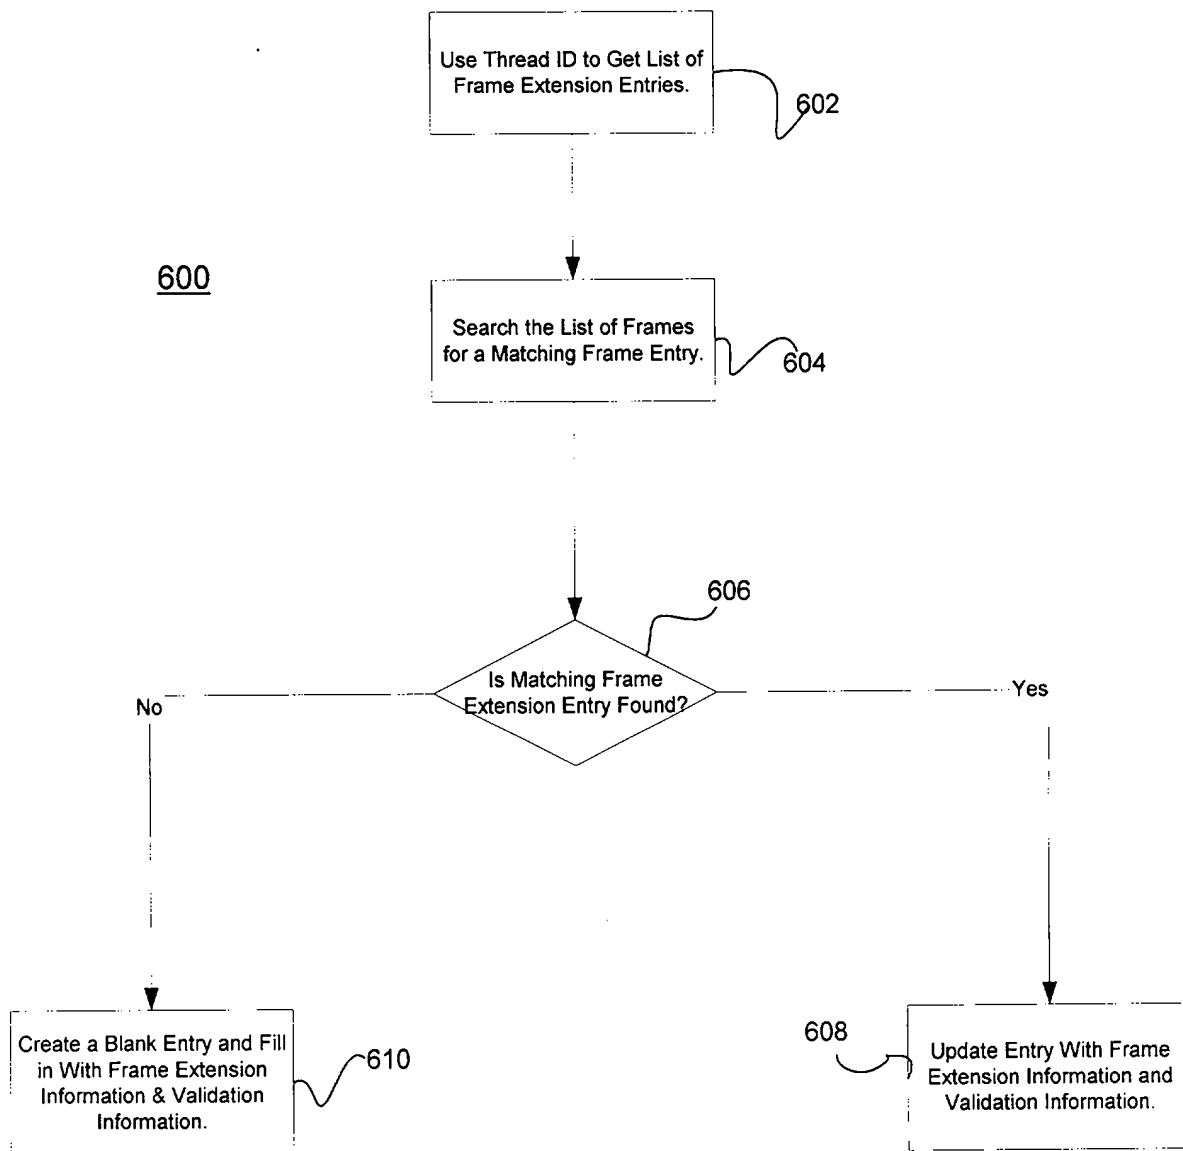 Use Thread ID to Get List of
Frame Extension Entries.
602
600
Search the List of Frames
for a Matching Frame Entry.
604
606
Is Matching Frame
Extension Entry Found?
No
Yes
Create a Blank Entry and Fill
in With Frame Extension
Information & Validation
Information.
610
608
Update Entry With Frame
Extension Information and
Validation Information.